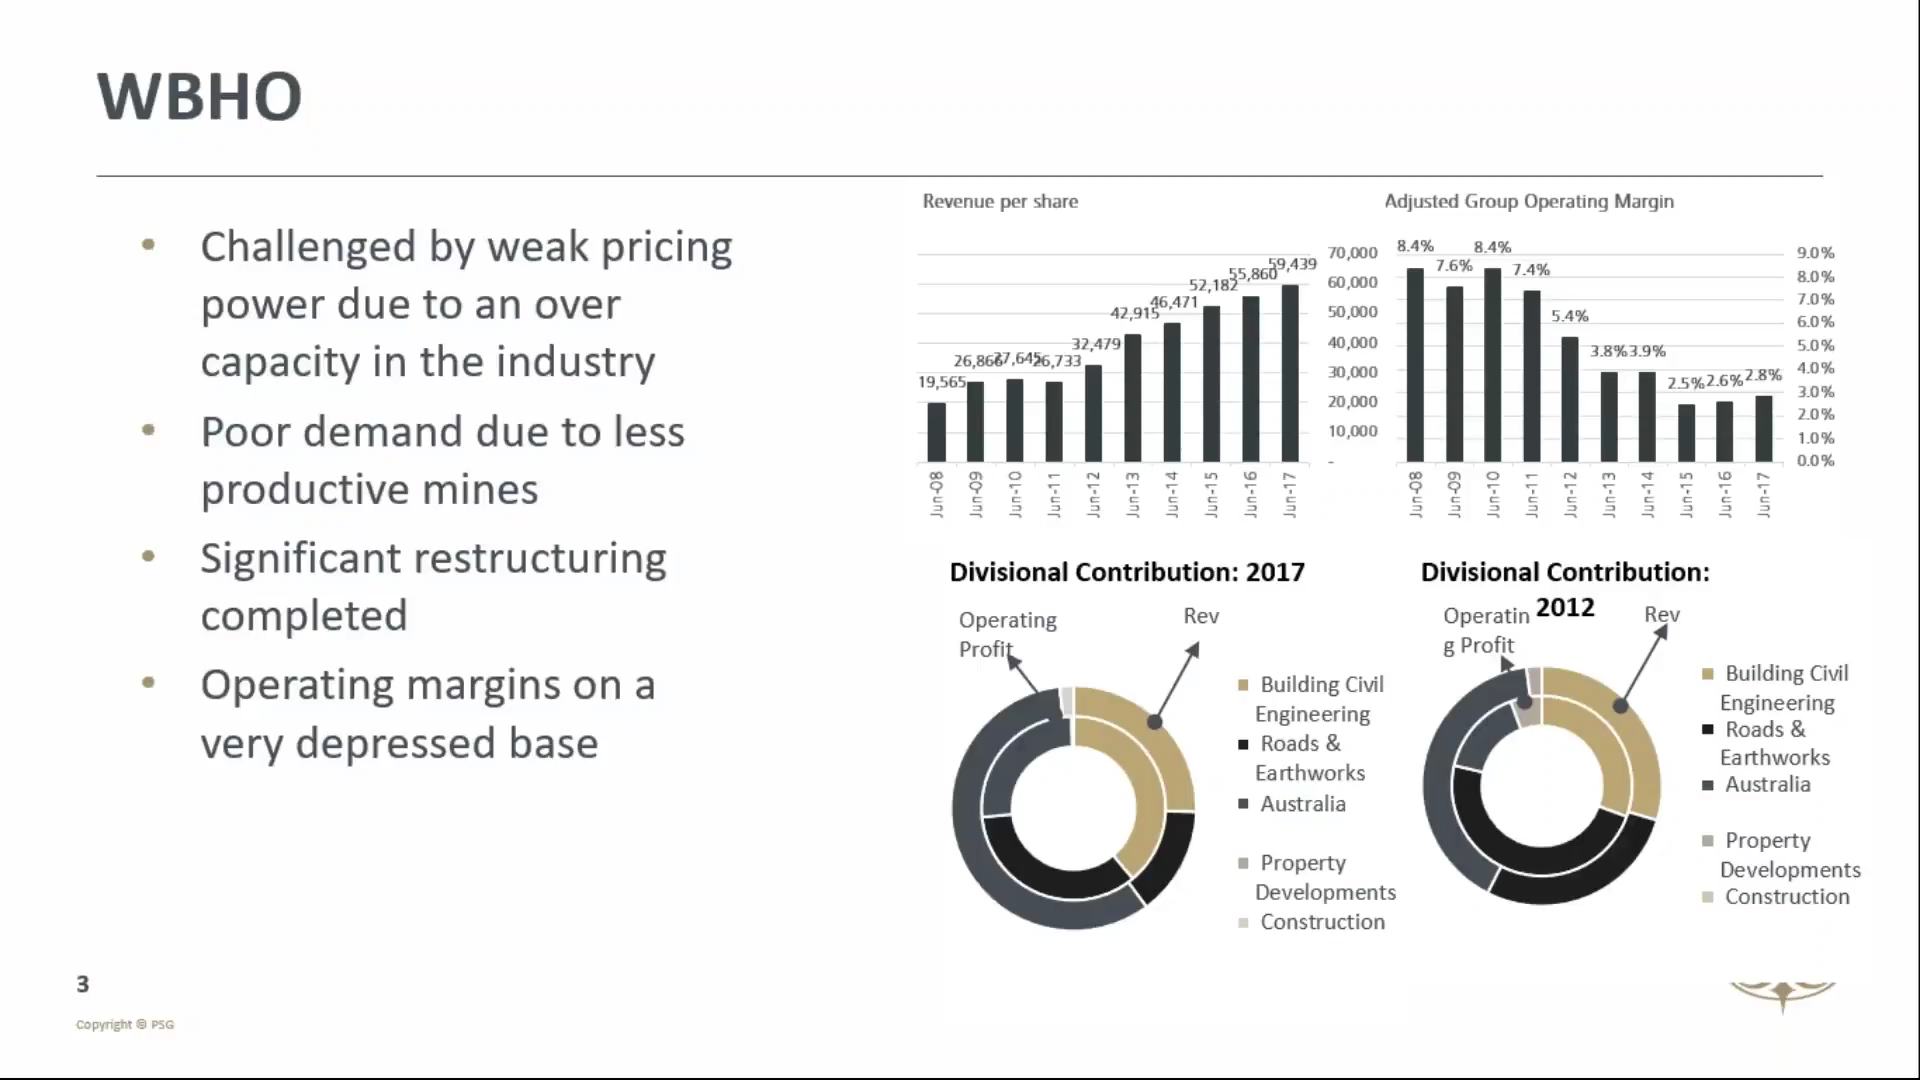 WBHO
• Challenged by weak pricing
power due to an over
capacity in the industry
• Poor demand due to less
productive mines
• Significant restructuring
completed
• Operating margins on a
very depressed base
Revenue per share
70,000
60,000
50,000
40,000
30,000
20,000
10,000
-
19,565
26,866
27,645
26,733
32,479
42,915
46,471
52,182
55,860
59,439
Jun-08
Jun-09
Jun-10
Jun-11
Jun-12
Jun-13
Jun-14
Jun-15
Jun-16
Jun-17
Adjusted Group Operating Margin
8.4%
7.6%
8.4%
7.4%
5.4%
3.8%
3.9%
2.5%
2.6%
2.8%
9.0%
8.0%
7.0%
6.0%
5.0%
4.0%
3.0%
2.0%
1.0%
0.0%
Jun-08
Jun-09
Jun-10
Jun-11
Jun-12
Jun-13
Jun-14
Jun-15
Jun-16
Jun-17
Divisional Contribution: 2017
Operating
Profit
Rev
Building Civil
Engineering
Roads &
Earthworks
Australia
Property
Developments
Construction
Divisional Contribution:
2012
Operatin
g Profit
Rev
Building Civil
Engineering
Roads &
Earthworks
Australia
Property
Developments
Construction
3
Copyright © PSG